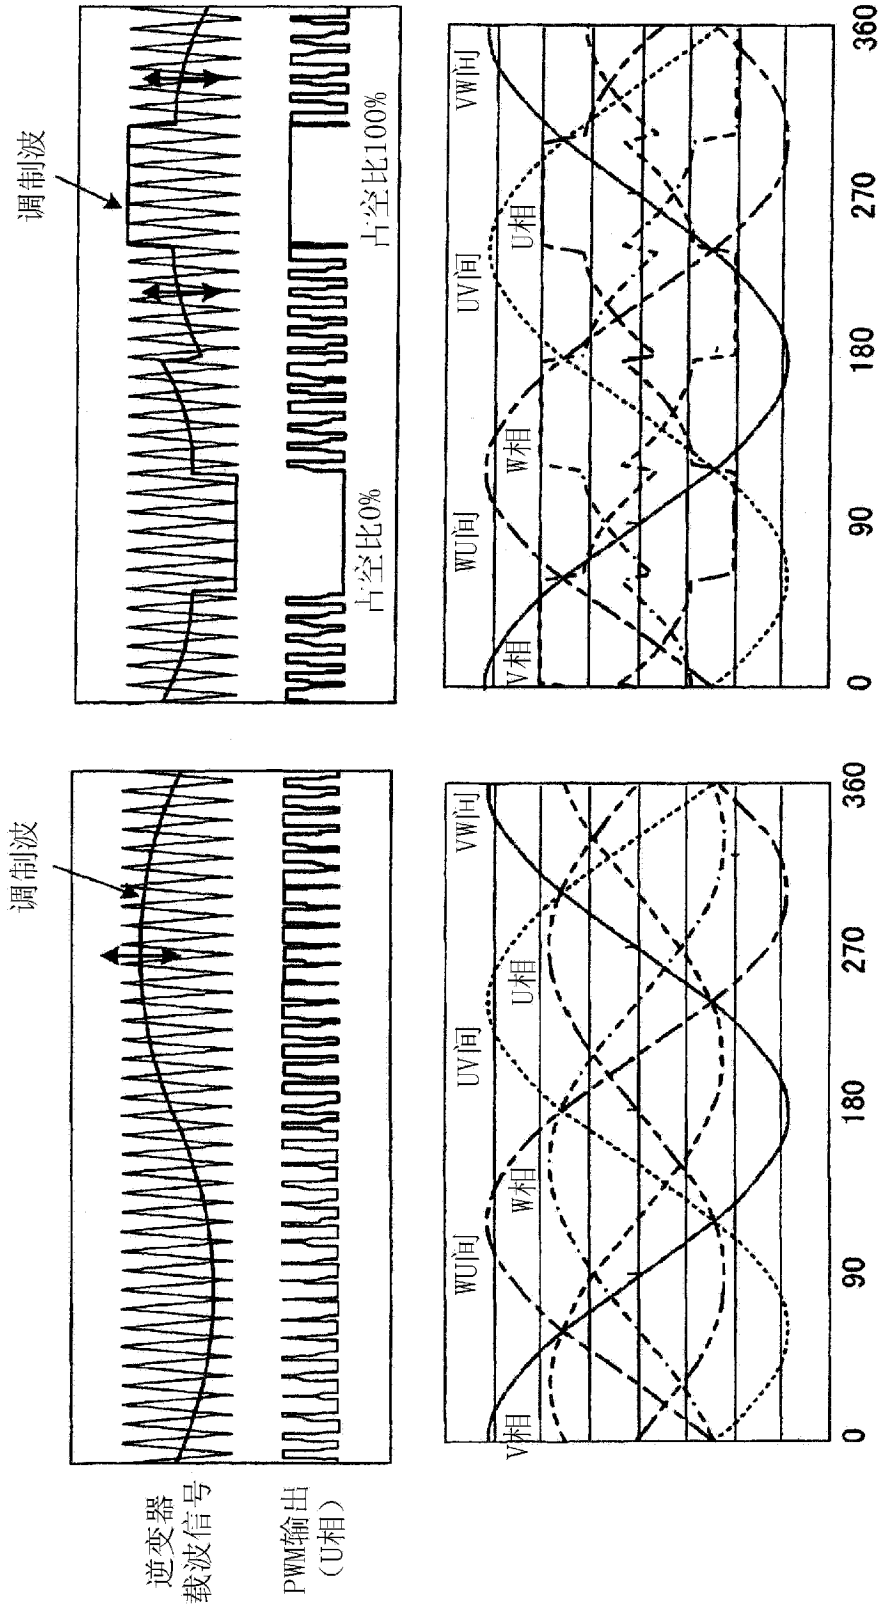 逆变器
载波信号
PWM输出
(U相)
调制波
V相
WU间
W相
UV间
U相
VW间
0
90
180
270
360
调制波
占空比0%
占空比100%
V相
WU间
W相
UV间
U相
VW间
0
90
180
270
360